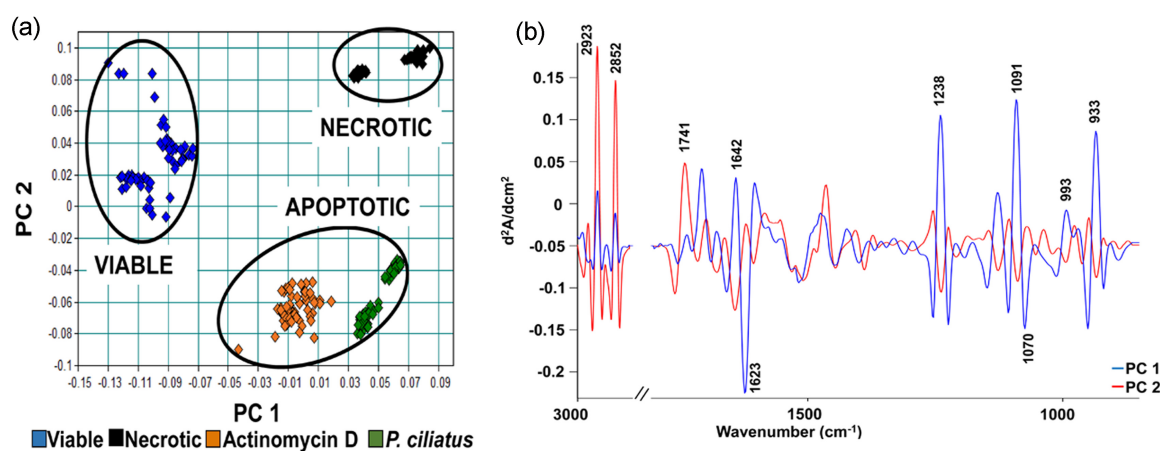 (a)
PC 2
0.1
0.08
0.06
0.04
0.02
0
-0.02
-0.04
-0.06
-0.08
-0.1
NECROTIC
APOPTOTIC
VIABLE
-0.15 -0.13 -0.11 -0.09 -0.07 -0.05 -0.03 -0.01 0.01 0.03 0.05 0.07 0.09
PC 1
Viable Necrotic Actinomycin D P. ciliatus
(b)
d²A/dcm²
0.15
0.1
0.05
0
-0.05
-0.1
-0.15
-0.2
2923
2852
1741
1642
1623
1238
1091
1070
993
933
PC 1
PC 2
3000 // 1500 1000
Wavenumber (cm⁻¹)